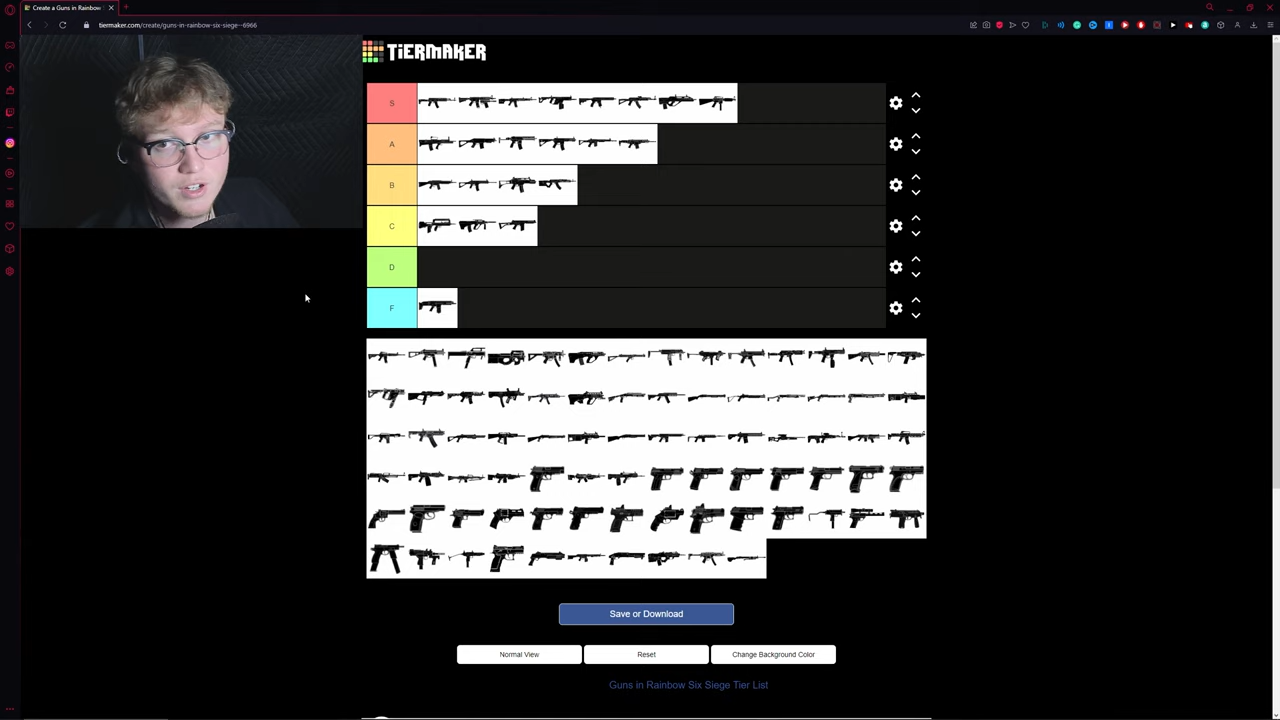 Create a Guns in Rainbow
tiermaker.com/create/guns-in-rainbow-six-siege--6966
TiERMAKER
S
A
B
C
D
F
Save or Download
Normal View
Reset
Change Background Color
Guns in Rainbow Six Siege Tier List